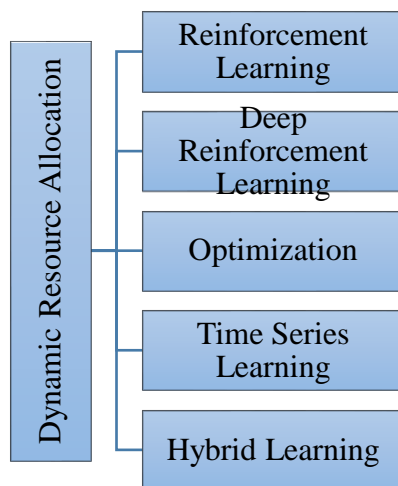 Dynamic Resource Allocation
Reinforcement
Learning
Deep
Reinforcement
Learning
Optimization
Time Series
Learning
Hybrid Learning